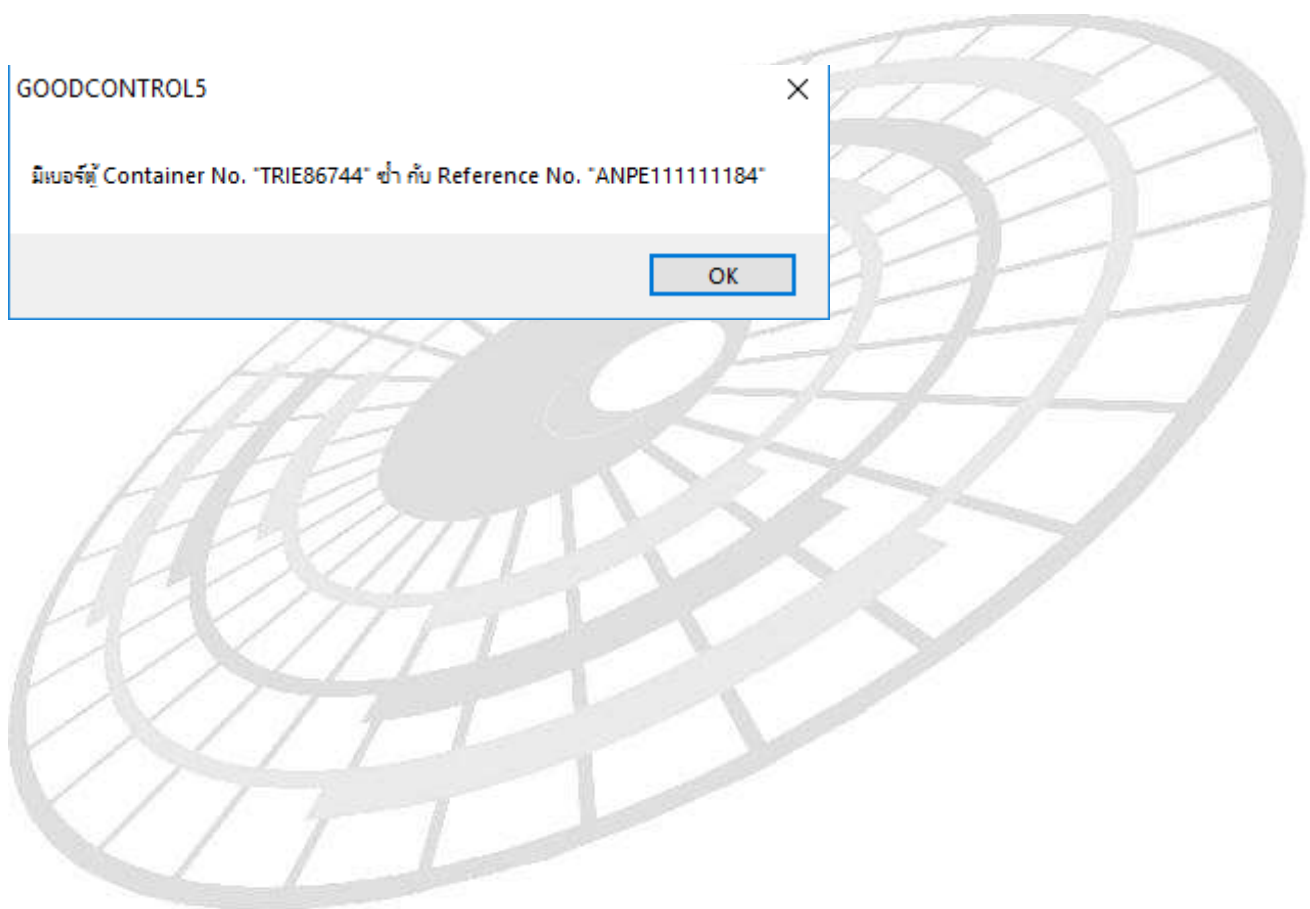 GOODCONTROL5
มีเบอร์ตู้ Container No. "TRIE86744" ซ้ำ กับ Reference No. "ANPE111111184"
OK